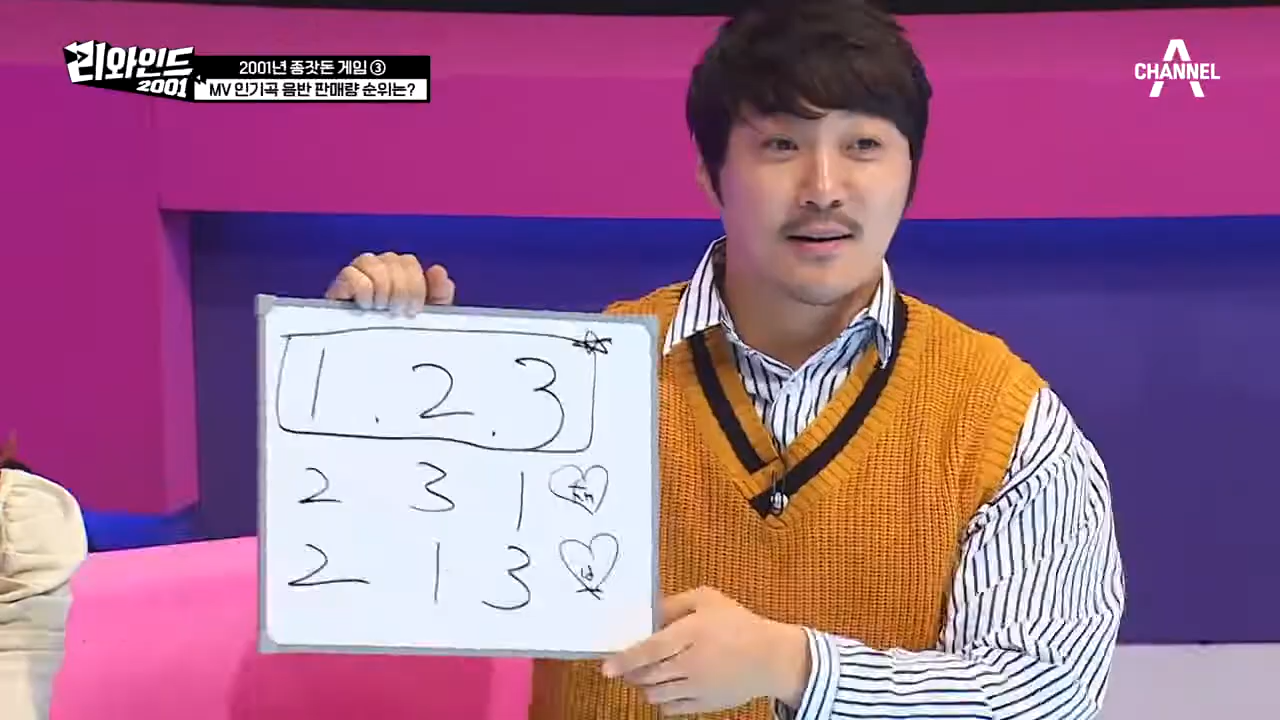 리와인드
2001
2001년 종잣돈 게임 ③
MV 인기곡 음반 판매량 순위는?
CHANNEL A
1 . 2 . 3
2 3 1
2 1 3